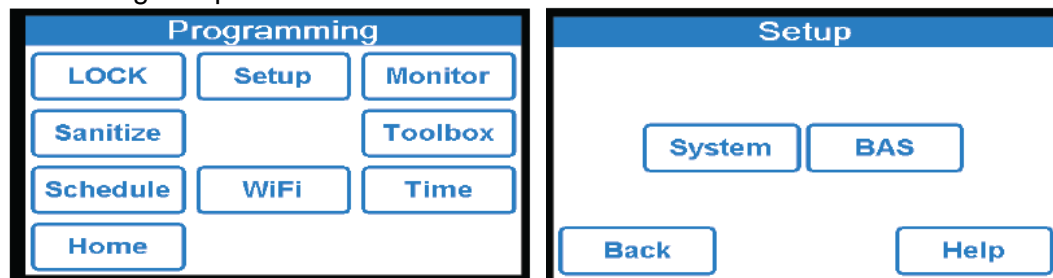 Programming
LOCK Setup Monitor
Sanitize Toolbox
Schedule WiFi Time
Home
Setup
System BAS
Back Help